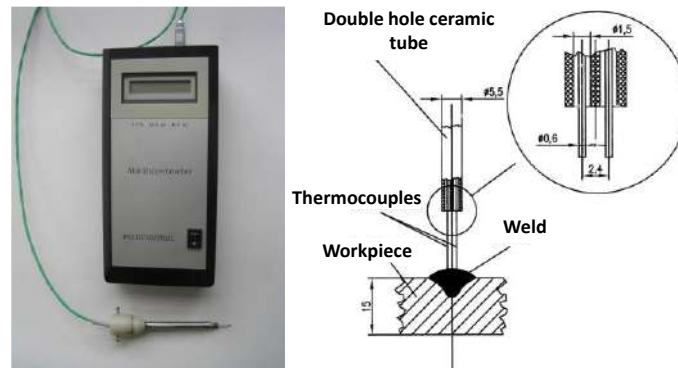 Double hole ceramic
tube
ø5,5
ø1,5
ø0,6
2,4
Thermocouples
Weld
Workpiece
15